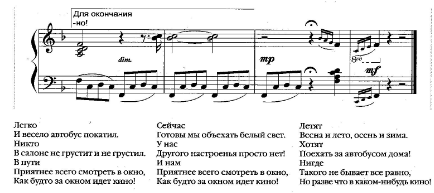 Для окончания
-но!
dim.
mp
8va
mf
Легко
И весело автобус покатил.
Никто
В салоне не грустит и не грустил.
В пути
Приятнее всего смотреть в окно,
Как будто за окном идет кино!
Сейчас
Готовы мы объехать белый свет.
У нас
Другого настроенья просто нет!
И нам
Приятнее всего смотреть в окно,
Как будто за окном идет кино!
Летят
Весна и лето, осень и зима.
Хотят
Поехать за автобусом дома!
Нигде
Такого не бывает все равно,
Но разве что в каком-нибудь кино!